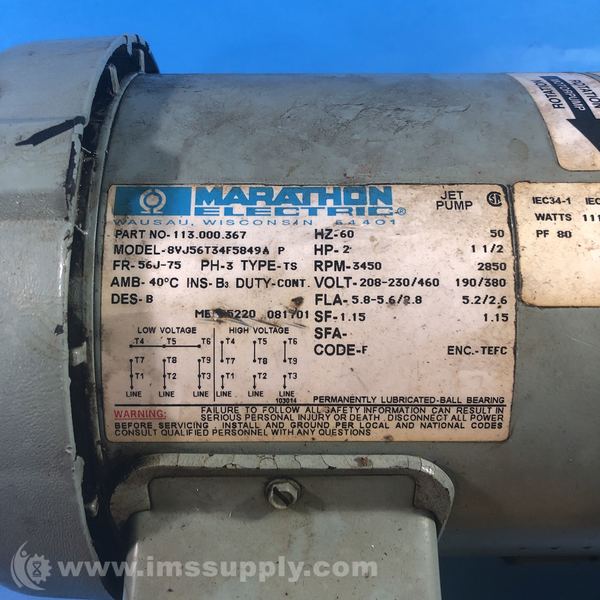 ROTATION
ROTATION
MARATHON
ELECTRIC®
WAUSAU, WISCONSIN 54401
JET
PUMP
PART NO-113.000.367
HZ-60 50
MODEL-8VJ56T34F5849A P
HP-2 1 1/2
FR-56J-75 PH-3 TYPE-TS
RPM-3450 2850
AMB-40°C INS-B3 DUTY-CONT.
VOLT-208-230/460 190/380
DES-B
FLA-5.8-5.6/2.8 5.2/2.6
081701
SF-1.15 1.15
SFA-
CODE-F ENC.-TEFC
LOW VOLTAGE HIGH VOLTAGE
T4 T5 T6 T4 T5 T6
T7 T8 T9 T7 T8 T9
T1 T2 T3 T1 T2 T3
LINE LINE LINE LINE LINE LINE
103014
PERMANENTLY LUBRICATED-BALL BEARING
WARNING: FAILURE TO FOLLOW ALL SAFETY INFORMATION CAN RESULT IN
SERIOUS PERSONAL INJURY OR DEATH, DISCONNECT ALL POWER
BEFORE SERVICING, INSTALL AND GROUND PER LOCAL AND NATIONAL CODES
CONSULT QUALIFIED PERSONNEL WITH ANY QUESTIONS
IEC34-1
WATTS
PF 80
www.imssupply.com